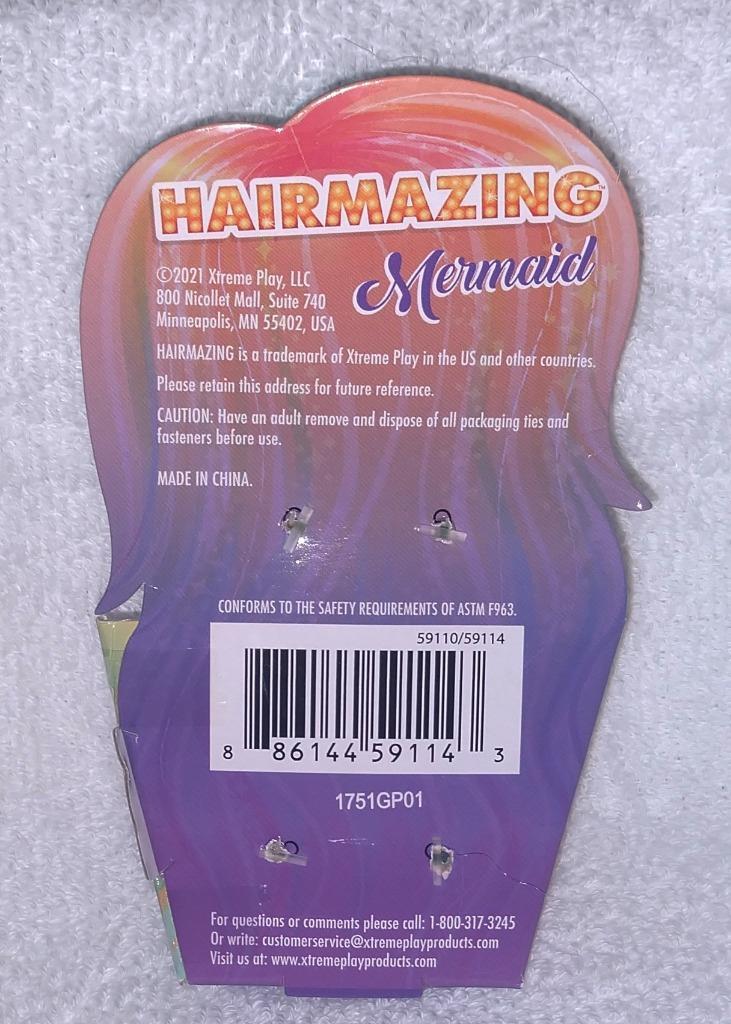 HAIRMAZING™
Mermaid
©2021 Xtreme Play, LLC
800 Nicollet Mall, Suite 740
Minneapolis, MN 55402, USA
HAIRMAZING is a trademark of Xtreme Play in the US and other countries.
Please retain this address for future reference.
CAUTION: Have an adult remove and dispose of all packaging ties and
fasteners before use.
MADE IN CHINA.
CONFORMS TO THE SAFETY REQUIREMENTS OF ASTM F963.
59110/59114
8 86144 59114 3
1751GP01
For questions or comments please call: 1-800-317-3245
Or write: customerservice@xtremeplayproducts.com
Visit us at: www.xtremeplayproducts.com